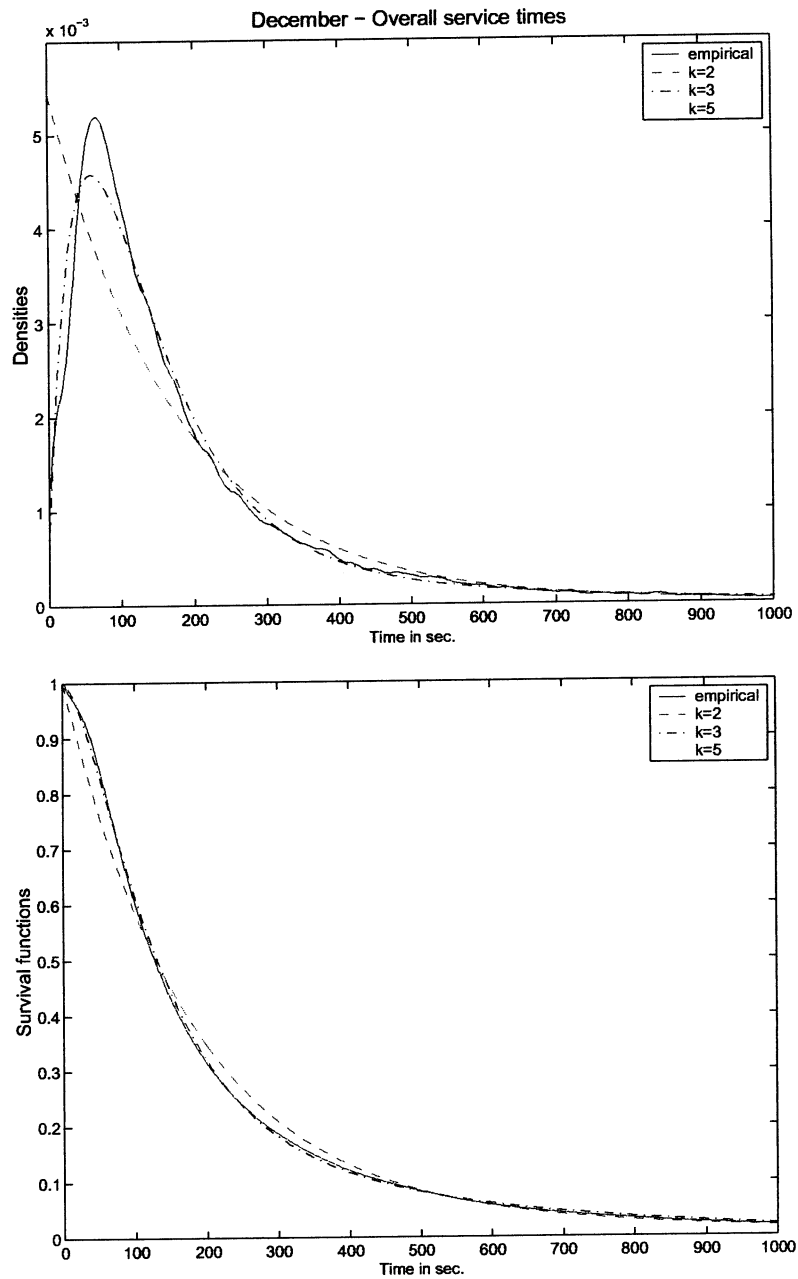 December − Overall service times
x 10⁻³
empirical
k=2
k=3
k=5
5
4
3
2
1
0
Densities
0 100 200 300 400 500 600 700 800 900 1000
Time in sec.
empirical
k=2
k=3
k=5
1
0.9
0.8
0.7
0.6
0.5
0.4
0.3
0.2
0.1
0
Survival functions
0 100 200 300 400 500 600 700 800 900 1000
Time in sec.